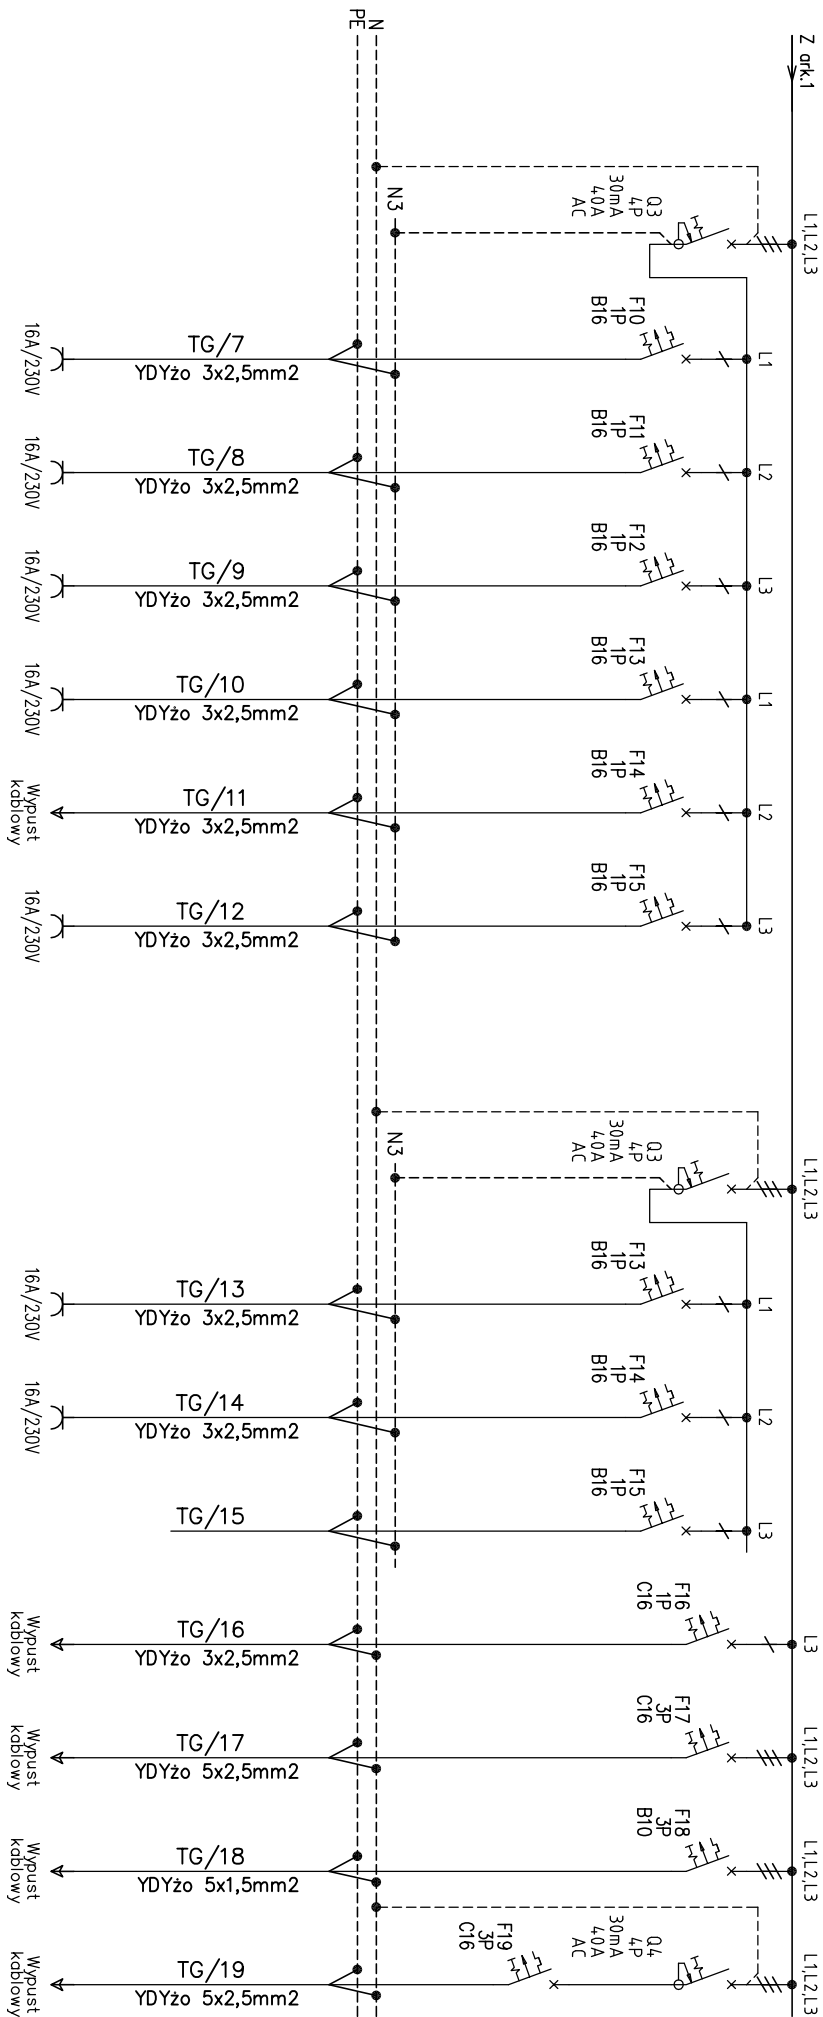 Z ark.1
N
PE
L1,L2,L3
Q3
4P
30mA
40A
AC
N3
L1
F10
1P
B16
TG/7
YDYżo 3x2,5mm2
16A/230V
L2
F11
1P
B16
TG/8
YDYżo 3x2,5mm2
16A/230V
L3
F12
1P
B16
TG/9
YDYżo 3x2,5mm2
16A/230V
L1
F13
1P
B16
TG/10
YDYżo 3x2,5mm2
16A/230V
L2
F14
1P
B16
TG/11
YDYżo 3x2,5mm2
Wypust
kablowy
L3
F15
1P
B16
TG/12
YDYżo 3x2,5mm2
16A/230V
L1,L2,L3
Q3
4P
30mA
40A
AC
N3
L1
F13
1P
B16
TG/13
YDYżo 3x2,5mm2
16A/230V
L2
F14
1P
B16
TG/14
YDYżo 3x2,5mm2
16A/230V
L3
F15
1P
B16
TG/15
L3
F16
1P
C16
TG/16
YDYżo 3x2,5mm2
Wypust
kablowy
L1,L2,L3
F17
3P
C16
TG/17
YDYżo 5x2,5mm2
Wypust
kablowy
L1,L2,L3
F18
3P
B10
TG/18
YDYżo 5x1,5mm2
Wypust
kablowy
L1,L2,L3
Q4
4P
30mA
40A
AC
F19
3P
C16
TG/19
YDYżo 5x2,5mm2
Wypust
kablowy